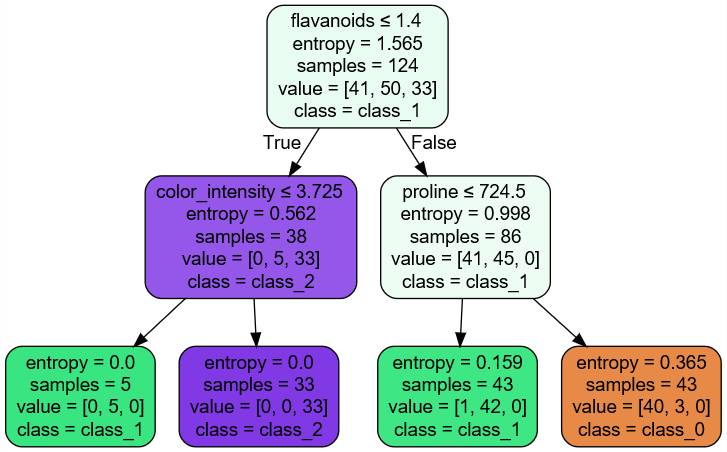 flavanoids ≤ 1.4
entropy = 1.565
samples = 124
value = [41, 50, 33]
class = class_1
True
False
color_intensity ≤ 3.725
entropy = 0.562
samples = 38
value = [0, 5, 33]
class = class_2
proline ≤ 724.5
entropy = 0.998
samples = 86
value = [41, 45, 0]
class = class_1
entropy = 0.0
samples = 5
value = [0, 5, 0]
class = class_1
entropy = 0.0
samples = 33
value = [0, 0, 33]
class = class_2
entropy = 0.159
samples = 43
value = [1, 42, 0]
class = class_1
entropy = 0.365
samples = 43
value = [40, 3, 0]
class = class_0